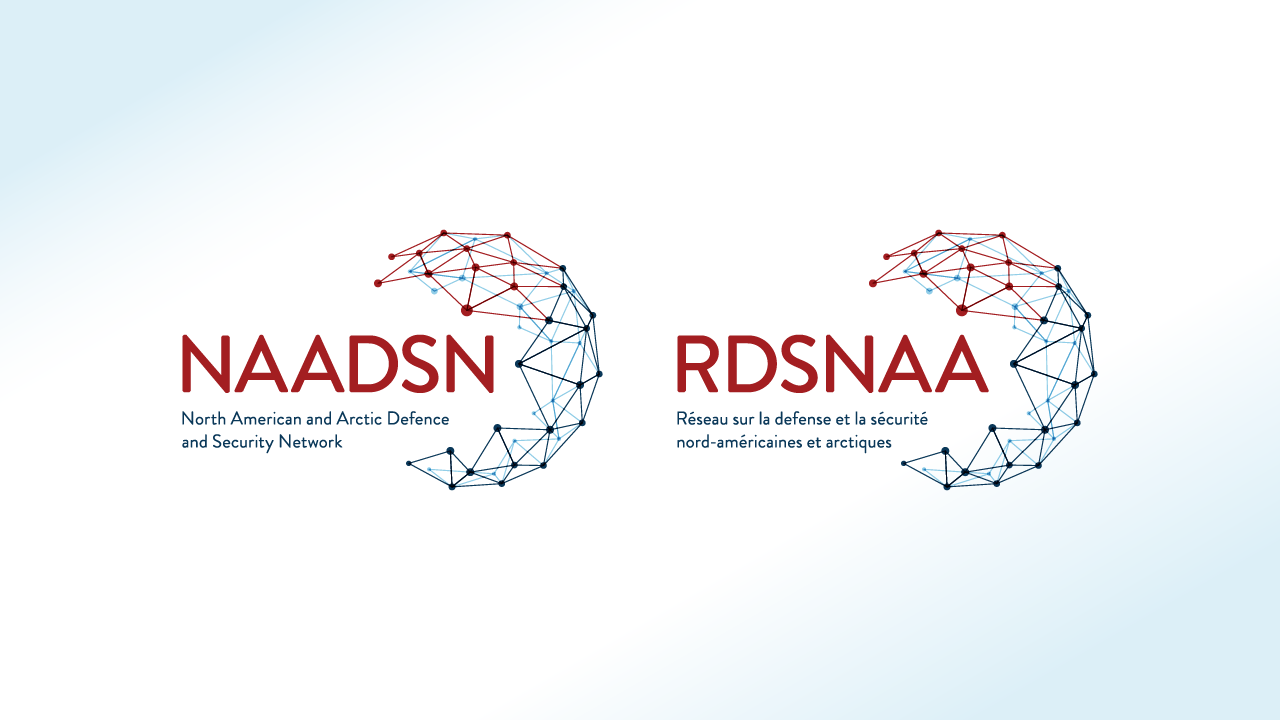 NAADSN
North American and Arctic Defence
and Security Network
RDSNAA
Réseau sur la defense et la sécurité
nord-américaines et arctiques